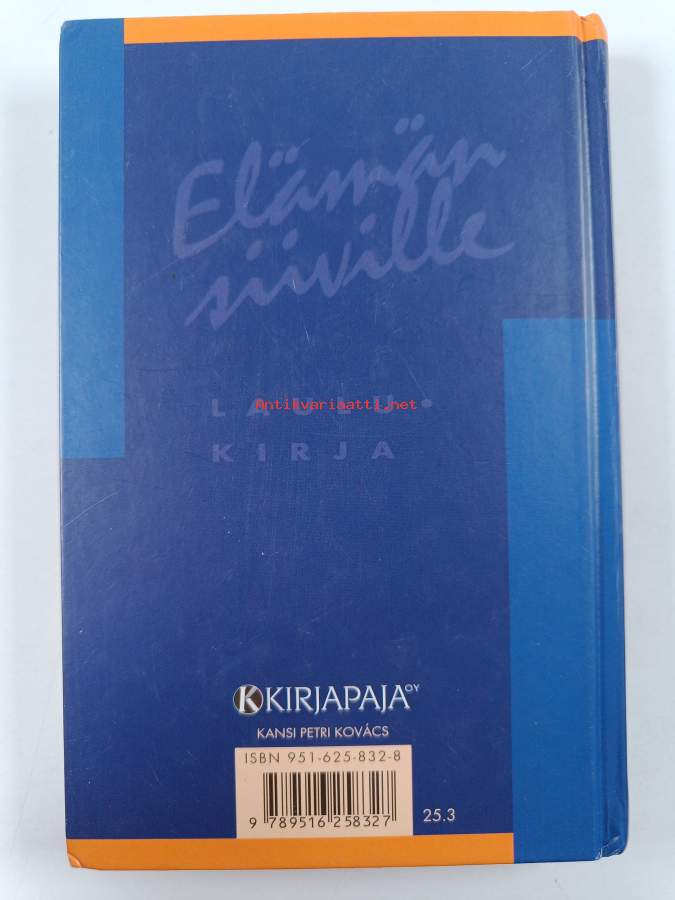 Elämän
siiville
LAULU•
Antikvariaatti.net
KIRJA
KIRJAPAJA OY
KANSI PETRI KOVÁCS
ISBN 951-625-832-8
9 789516 258327
25.3